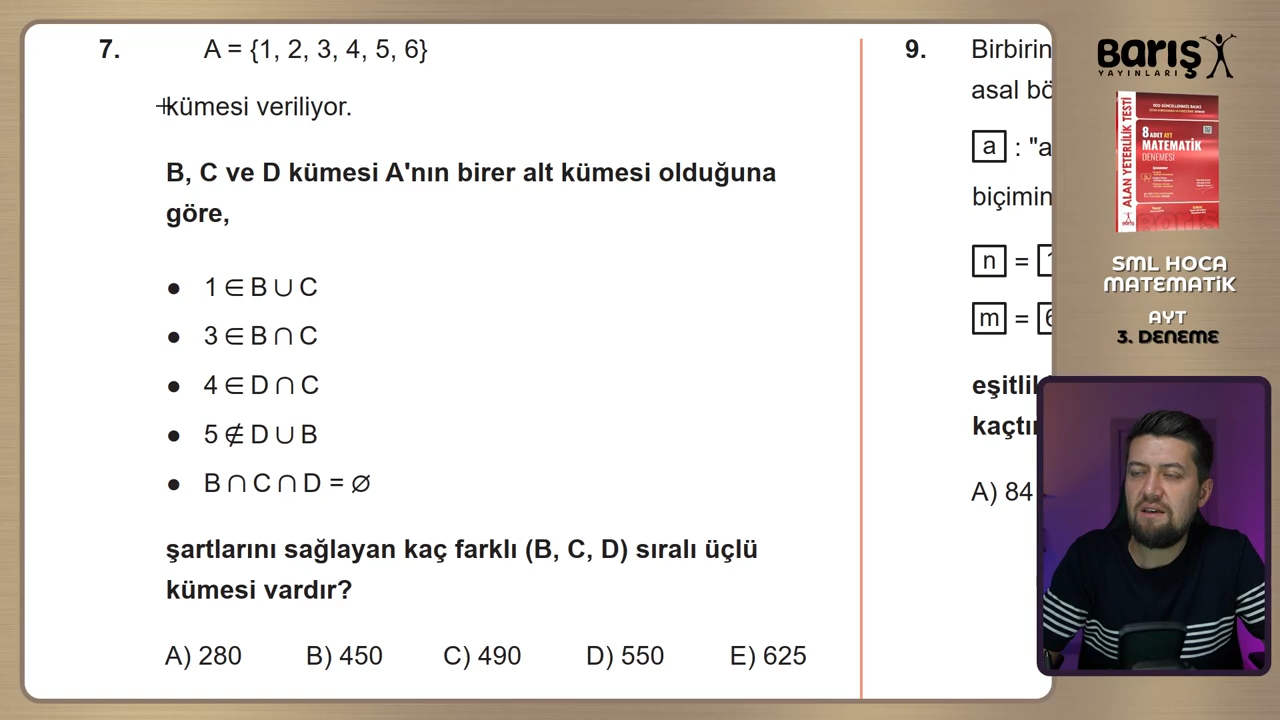 7. A = {1, 2, 3, 4, 5, 6}
kümesi veriliyor.
B, C ve D kümesi A'nın birer alt kümesi olduğuna
göre,
● 1 ∈ B ∪ C
● 3 ∈ B ∩ C
● 4 ∈ D ∩ C
● 5 ∉ D ∪ B
● B ∩ C ∩ D = ∅
şartlarını sağlayan kaç farklı (B, C, D) sıralı üçlü
kümesi vardır?
A) 280 B) 450 C) 490 D) 550 E) 625
9. Birbirin
asal bö
a : "a
biçimin
n =
m =
eşitlik
kaçtır
A) 84
BARIŞ
YAYINLARI
ALAN YETERLİLİK TESTİ
8 ADET AYT
MATEMATİK
DENEMESİ
BARIŞ
SML HOCA
MATEMATİK
AYT
3. DENEME